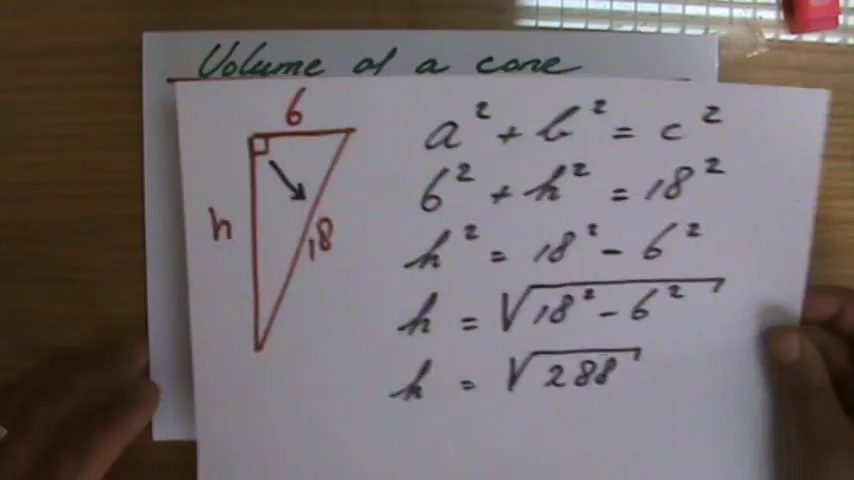 Volume of a cone
6
h
18
a² + b² = c²
6² + h² = 18²
h² = 18² - 6²
h = √18² - 6²
h = √288